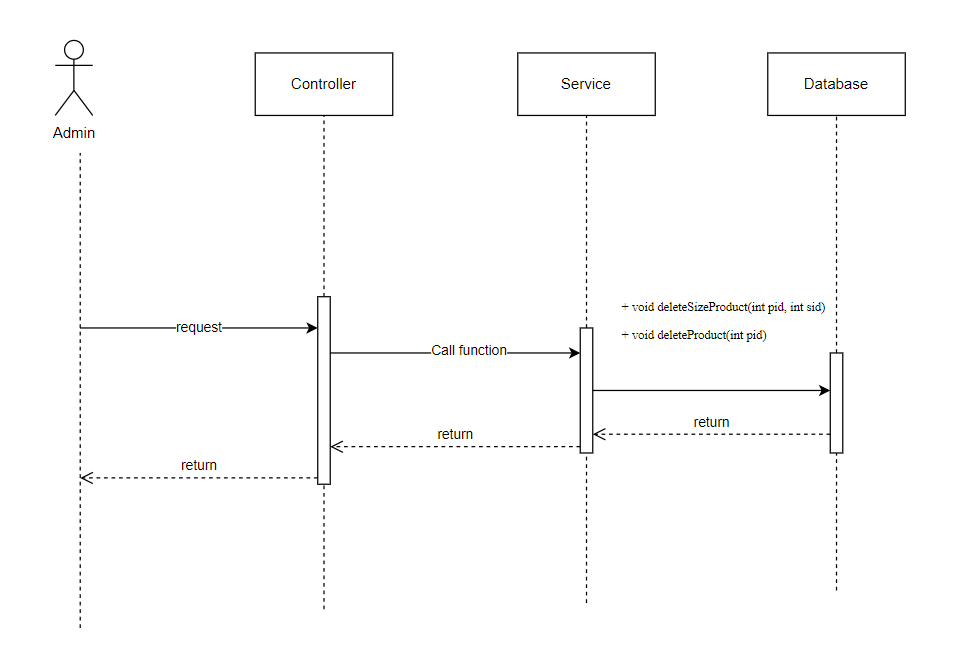 Admin
Controller
Service
Database
+ void deleteSizeProduct(int pid, int sid)
request
+ void deleteProduct(int pid)
Call function
return
return
return